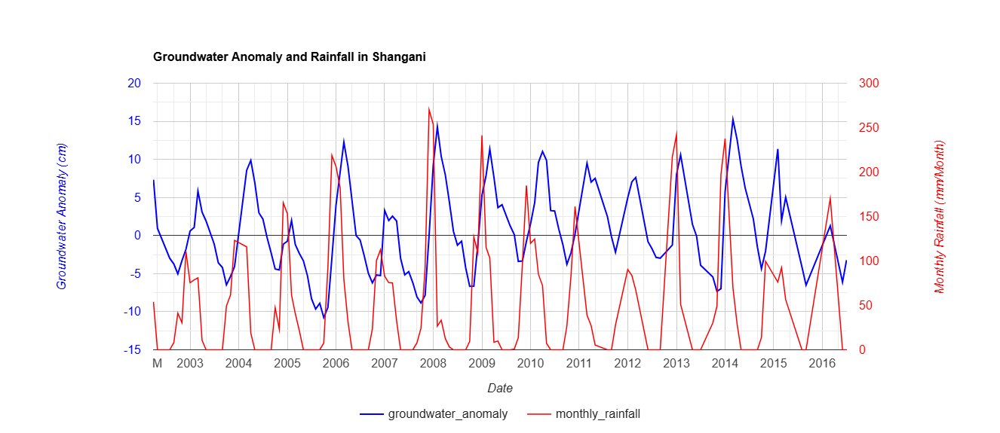 Groundwater Anomaly and Rainfall in Shangani
20
15
10
5
0
-5
-10
-15
Groundwater Anomaly (cm)
300
250
200
150
100
50
0
Monthly Rainfall (mm/Month)
M 2003 2004 2005 2006 2007 2008 2009 2010 2011 2012 2013 2014 2015 2016
Date
groundwater_anomaly monthly_rainfall